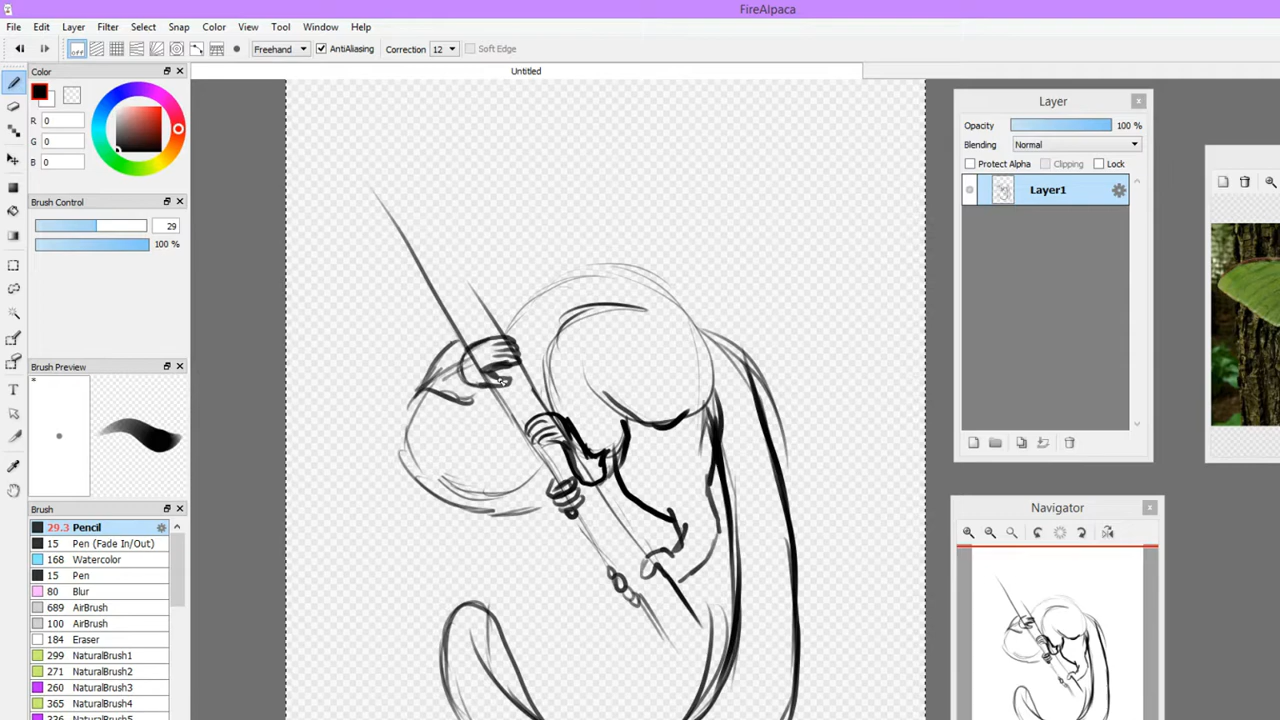 FireAlpaca
File Edit Layer Filter Select Snap Color View Tool Window Help
off Freehand AntiAliasing Correction 12 Soft Edge
Untitled
Color
R 0
G 0
B 0
Brush Control
29
100 %
Brush Preview
Brush
29.3 Pencil
15 Pen (Fade In/Out)
168 Watercolor
15 Pen
80 Blur
689 AirBrush
100 AirBrush
184 Eraser
299 NaturalBrush1
271 NaturalBrush2
260 NaturalBrush3
365 NaturalBrush4
336 NaturalBrush5
Layer
Opacity 100 %
Blending Normal
Protect Alpha Clipping Lock
Layer1
Navigator